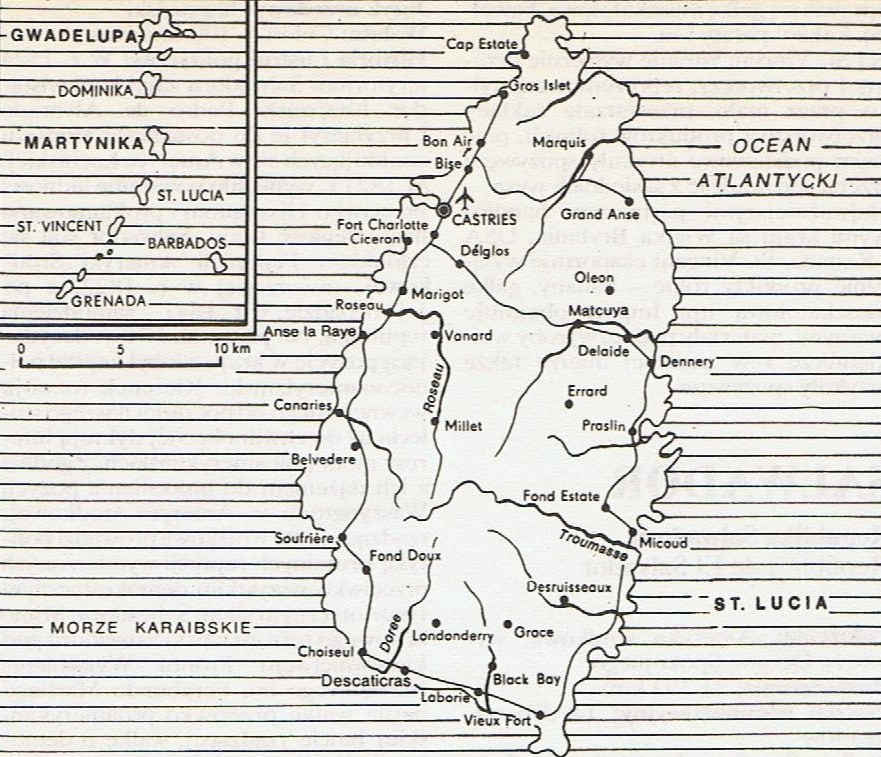 GWADELUPA
DOMINIKA
MARTYNIKA
ST. LUCIA
ST. VINCENT
BARBADOS
GRENADA
0 5 10 km
Cap Estate
Gros Islet
Bon Air
Marquis
Bise
OCEAN
ATLANTYCKI
CASTRIES
Grand Anse
Fort Charlotte
Ciceron
Délglos
Oleon
Marigot
Roseau
Matcuya
Anse la Raye
Vanard
Delaide
Dennery
Roseau
Errard
Canaries
Millet
Praslin
Belvedere
Fond Estate
Soufrière
Troumasse
Micoud
Fond Doux
Desruisseaux
ST. LUCIA
MORZE KARAIBSKIE
Doree
Londonderry
Grace
Choiseul
Descaticras
Black Bay
Laborie
Vieux Fort